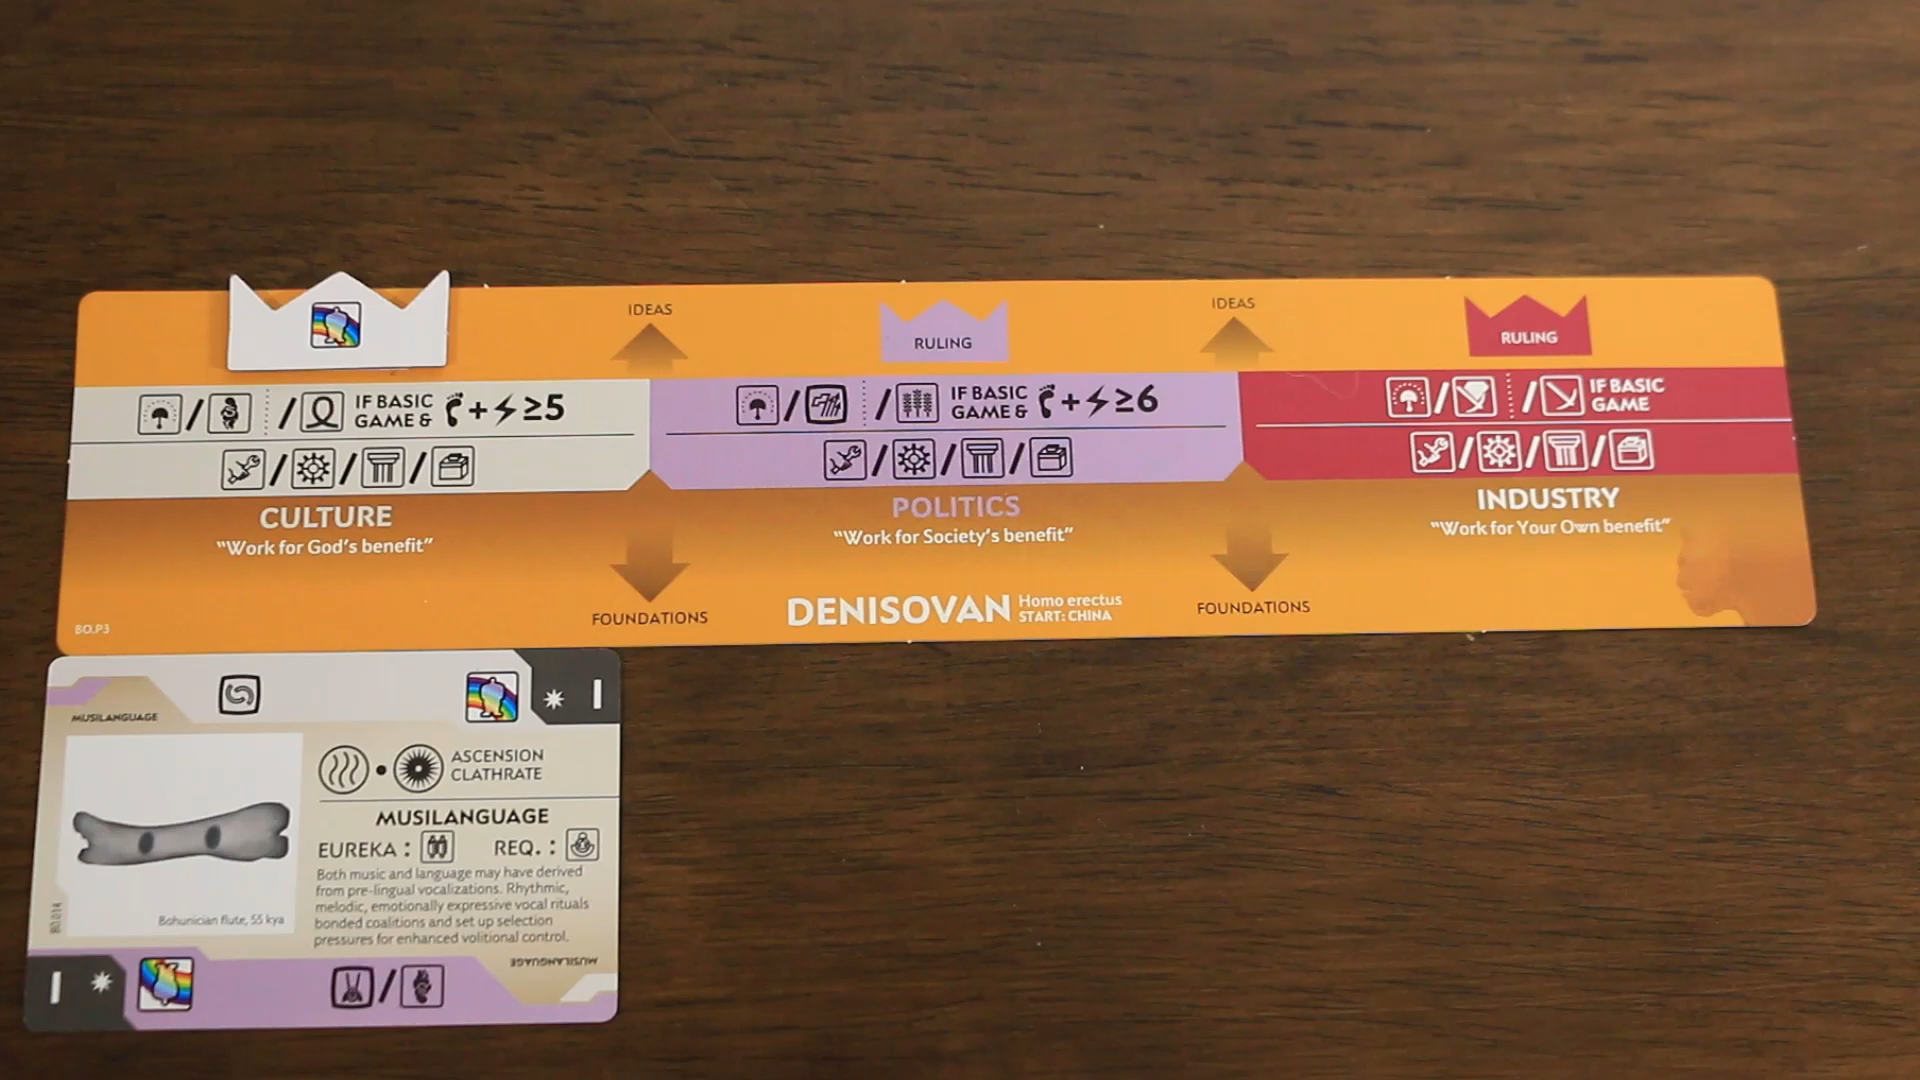 IDEAS
IDEAS
RULING
RULING
IF BASIC
GAME & + ≥5
IF BASIC
GAME & + ≥6
IF BASIC
GAME
CULTURE
"Work for God's benefit"
POLITICS
"Work for Society's benefit"
INDUSTRY
"Work for Your Own benefit"
FOUNDATIONS
FOUNDATIONS
DENISOVAN
Homo erectus
START: CHINA
BO.P3
MUSILANGUAGE
I
ASCENSION
CLATHRATE
MUSILANGUAGE
EUREKA : REQ. :
Both music and language may have derived
from pre-lingual vocalizations. Rhythmic,
melodic, emotionally expressive vocal rituals
bonded coalitions and set up selection
pressures for enhanced volitional control.
Bohunician flute, 55 kya
MUSILANGUAGE
I